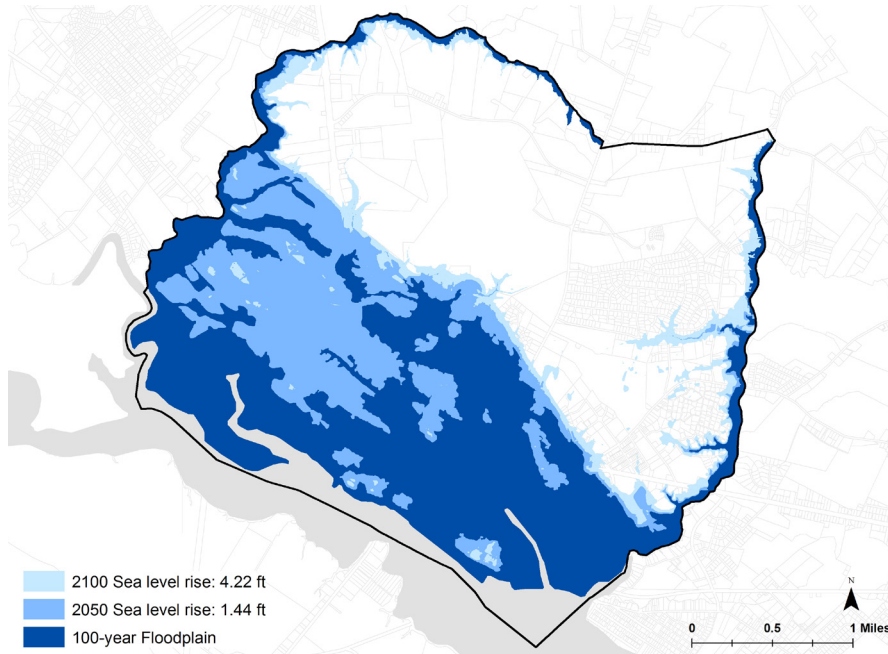 2100 Sea level rise: 4.22 ft
2050 Sea level rise: 1.44 ft
100-year Floodplain
N
0 0.5 1 Miles